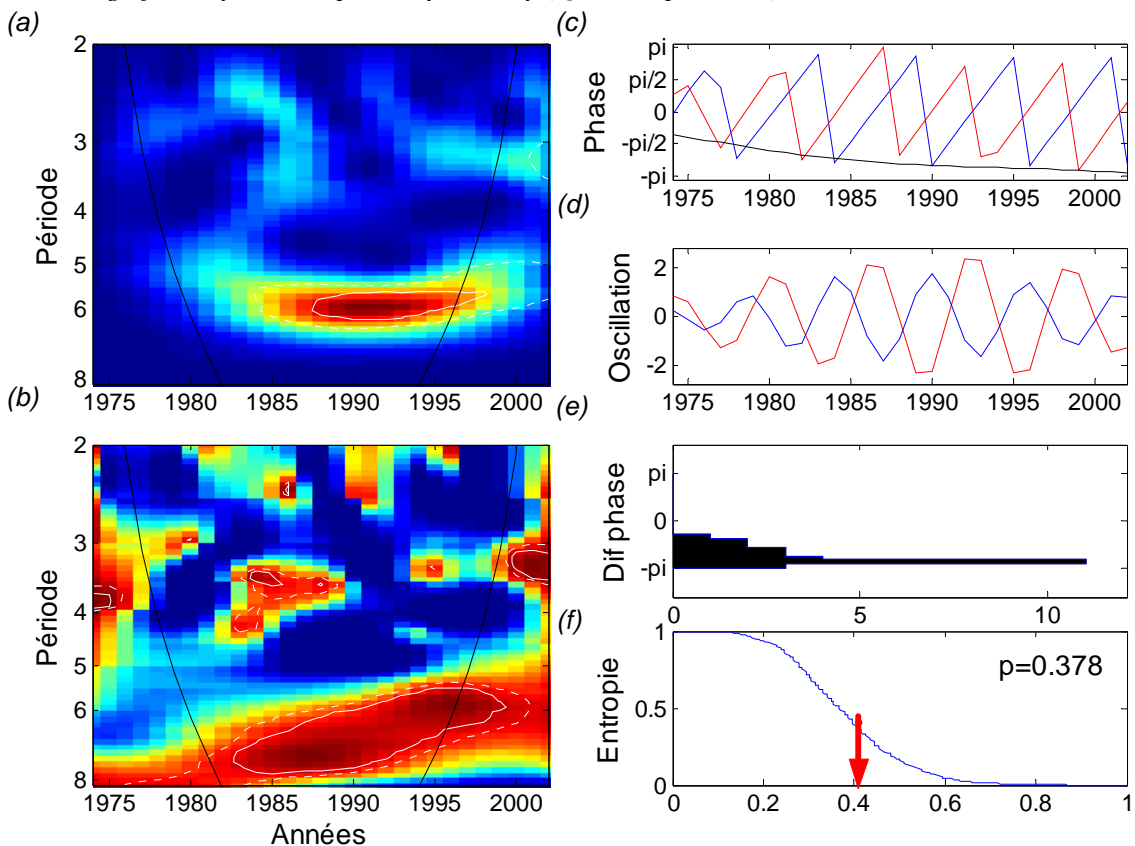 (a)
2
3
4
5
6
8
Période
1975 1980 1985 1990 1995 2000
(b)
2
3
4
5
6
8
Période
1975 1980 1985 1990 1995 2000
Années
(c)
pi
pi/2
0
-pi/2
-pi
Phase
1975 1980 1985 1990 1995 2000
(d)
2
0
-2
Oscillation
1975 1980 1985 1990 1995 2000
(e)
pi
0
-pi
Dif phase
0 5 10
(f)
1
0.5
0
Entropie
p=0.378
0 0.2 0.4 0.6 0.8 1